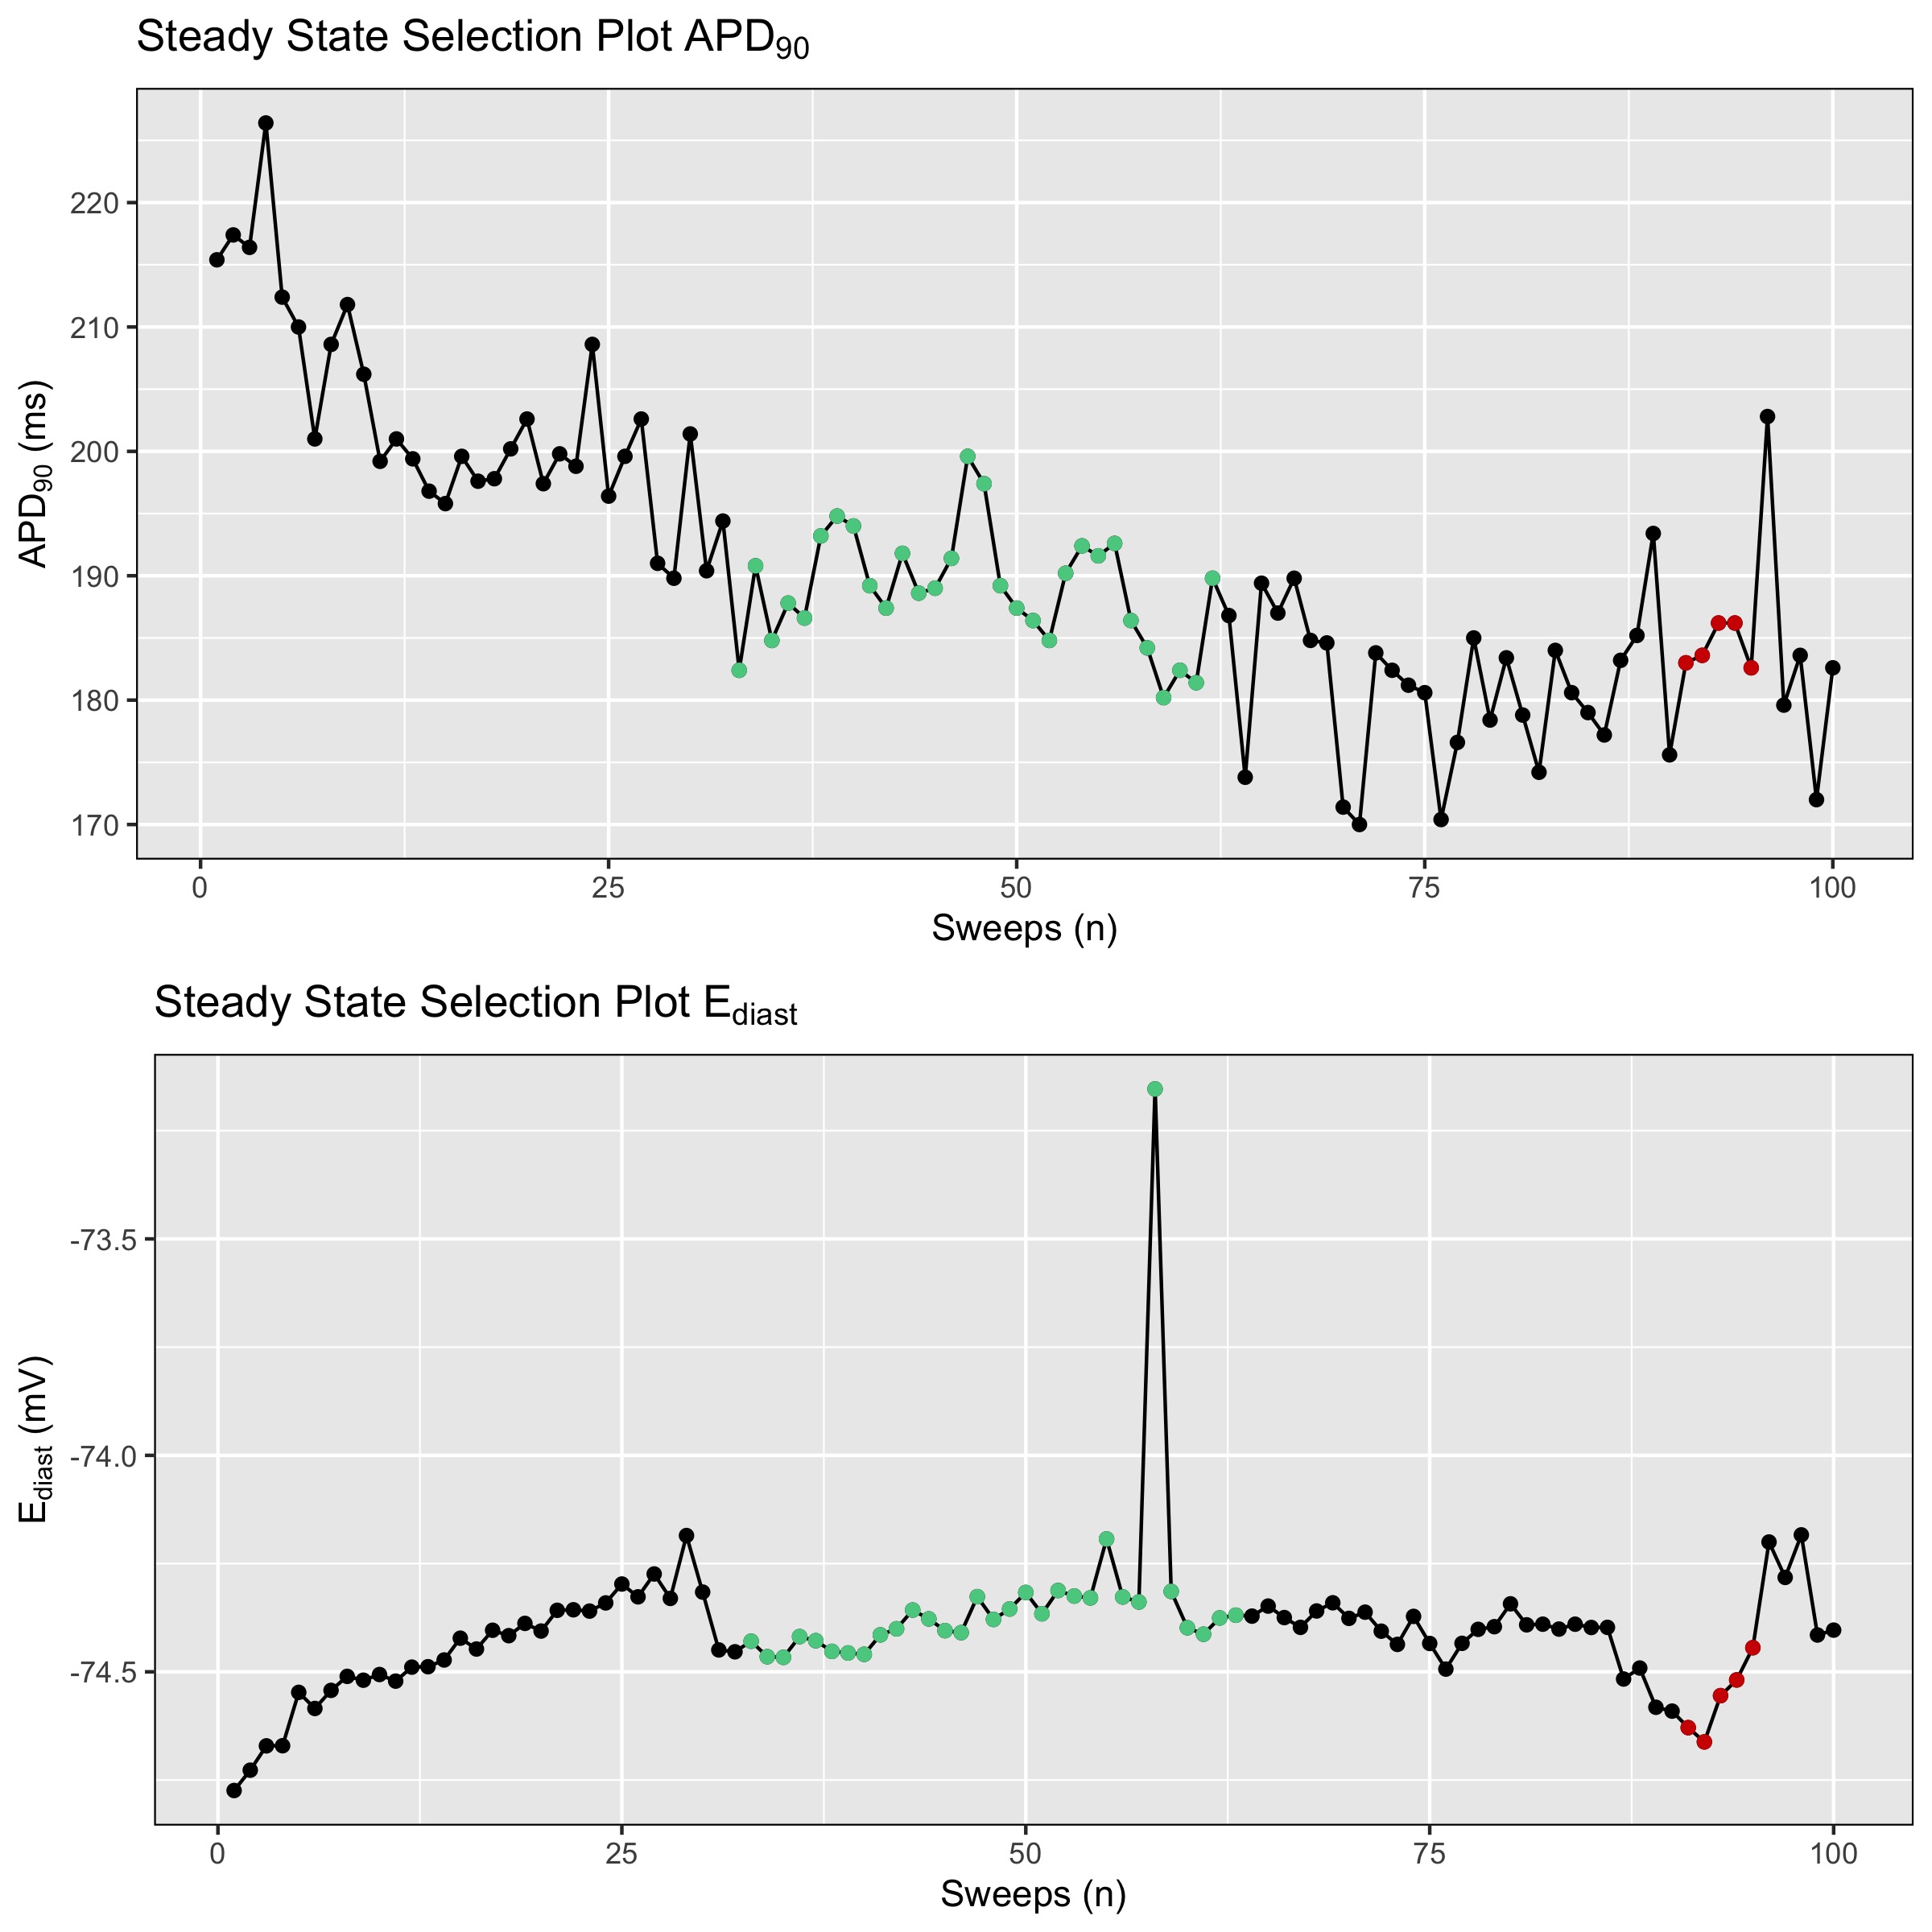 Steady State Selection Plot APD90
220
210
200
190
180
170
APD90 (ms)
0 25 50 75 100
Sweeps (n)
Steady State Selection Plot Ediast
-73.5
-74.0
-74.5
Ediast (mV)
0 25 50 75 100
Sweeps (n)